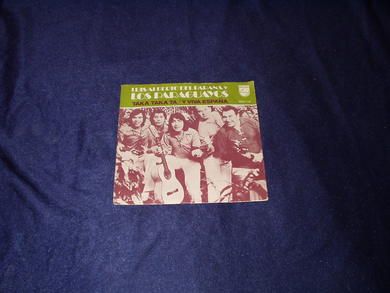 LUIS ALBERTO DEL PARANA Y
LOS PARAGUAYOS
TAKA TAKA TA / Y VIVA ESPAÑA